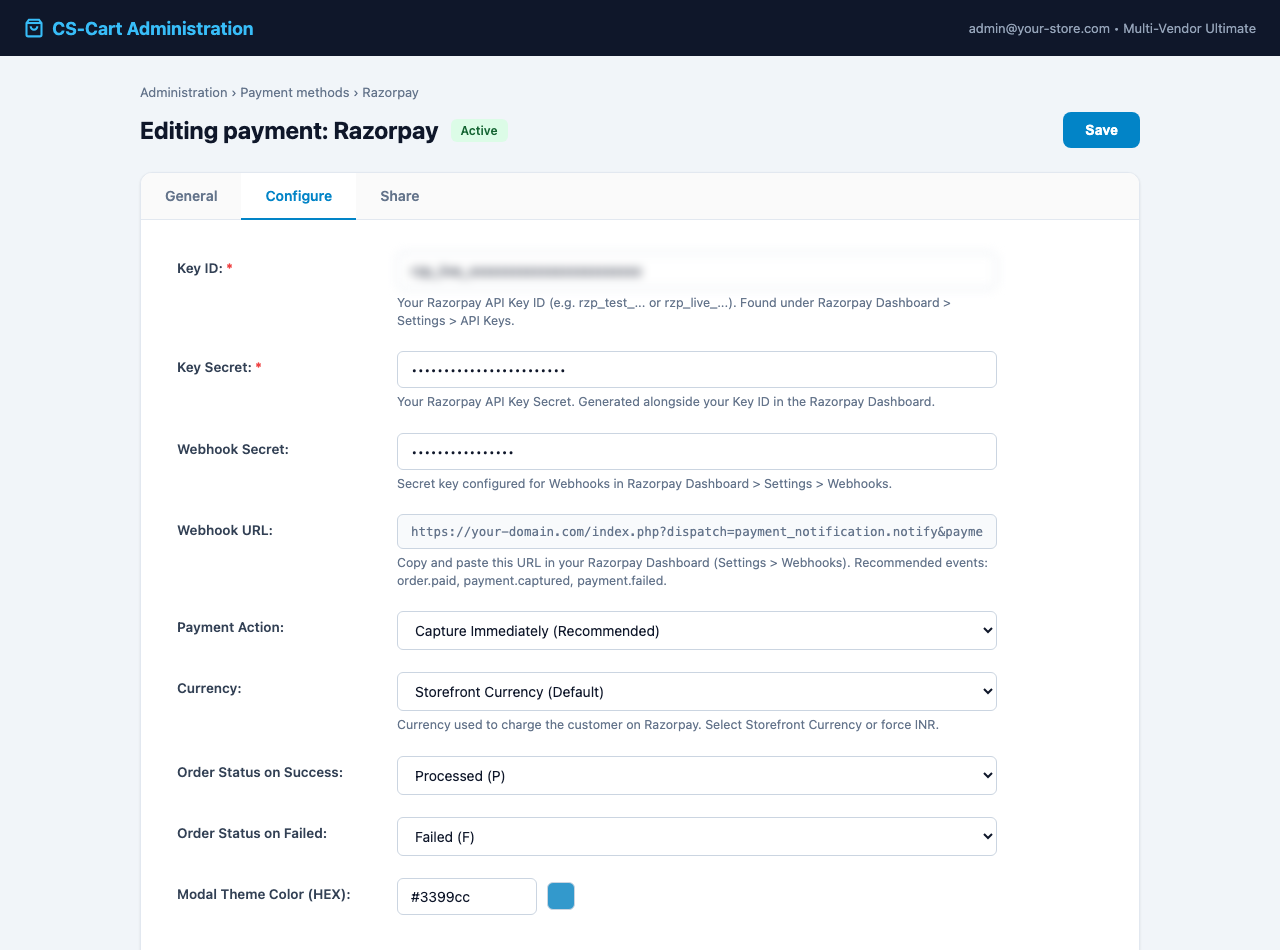 CS-Cart Administration
admin@your-store.com • Multi-Vendor Ultimate
Administration › Payment methods › Razorpay
Editing payment: Razorpay
Active
Save
General
Configure
Share
Key ID: *
Your Razorpay API Key ID (e.g. rzp_test_... or rzp_live_...). Found under Razorpay Dashboard >
Settings > API Keys.
Key Secret: *
••••••••••••••••••••••••
Your Razorpay API Key Secret. Generated alongside your Key ID in the Razorpay Dashboard.
Webhook Secret:
••••••••••••••••
Secret key configured for Webhooks in Razorpay Dashboard > Settings > Webhooks.
Webhook URL:
https://your-domain.com/index.php?dispatch=payment_notification.notify&payme
Copy and paste this URL in your Razorpay Dashboard (Settings > Webhooks). Recommended events:
order.paid, payment.captured, payment.failed.
Payment Action:
Capture Immediately (Recommended)
Currency:
Storefront Currency (Default)
Currency used to charge the customer on Razorpay. Select Storefront Currency or force INR.
Order Status on Success:
Processed (P)
Order Status on Failed:
Failed (F)
Modal Theme Color (HEX):
#3399cc